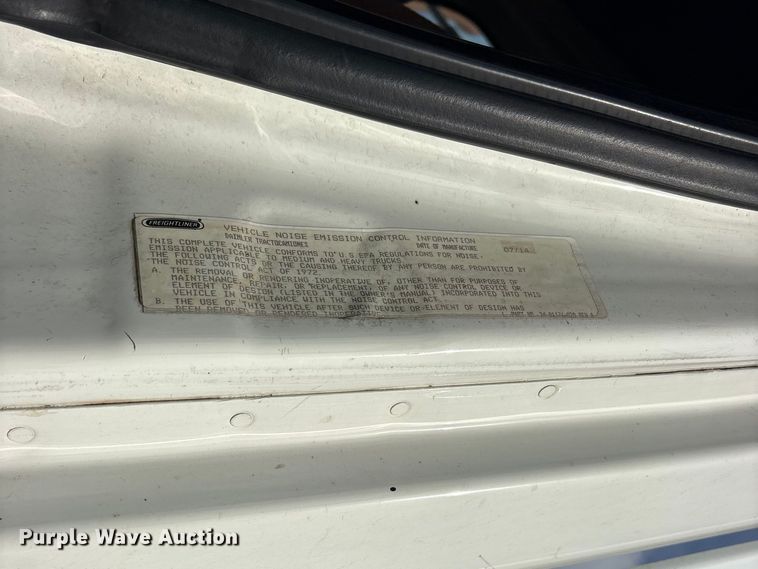 FREIGHTLINER
VEHICLE NOISE EMISSION CONTROL INFORMATION
DAIMLER TRACTOCAMIONES DATE OF MANUFACTURE 07/14
THIS COMPLETE VEHICLE CONFORMS TO U.S EPA REGULATIONS FOR NOISE.
EMISSION APPLICABLE TO MEDIUM AND HEAVY TRUCKS
THE FOLLOWING ACTS OR THE CAUSING THEREOF BY ANY PERSON ARE PROHIBITED BY
THE NOISE CONTROL ACT OF 1972.
A. THE REMOVAL OR RENDERING INOPERATIVE OF, OTHER THAN FOR PURPOSES OF
MAINTENANCE, REPAIR, OR REPLACEMENT, OF ANY NOISE CONTROL DEVICE OR
ELEMENT OF DESIGN (LISTED IN THE OWNER'S MANUAL) INCORPORATED INTO THIS
VEHICLE IN COMPLIANCE WITH THE NOISE CONTROL ACT.
B. THE USE OF THIS VEHICLE AFTER SUCH DEVICE OR ELEMENT OF DESIGN HAS
BEEN REMOVED OR RENDERED INOPERATIVE
PART NO.
Purple Wave Auction